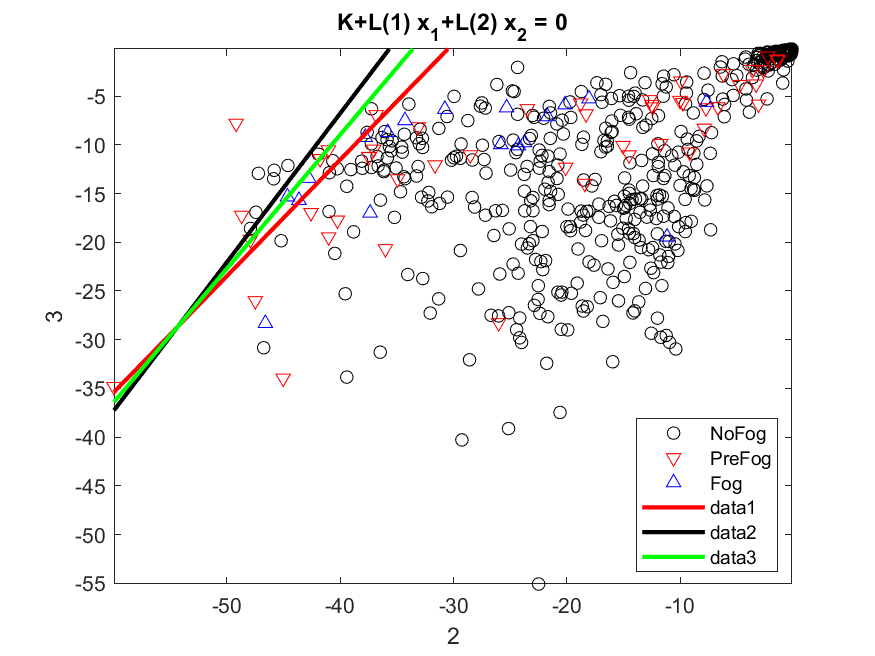 K+L(1) x1+L(2) x2 = 0
-5
-10
-15
-20
-25
-30
-35
-40
-45
-50
-55
3
-50 -40 -30 -20 -10
2
NoFog
PreFog
Fog
data1
data2
data3